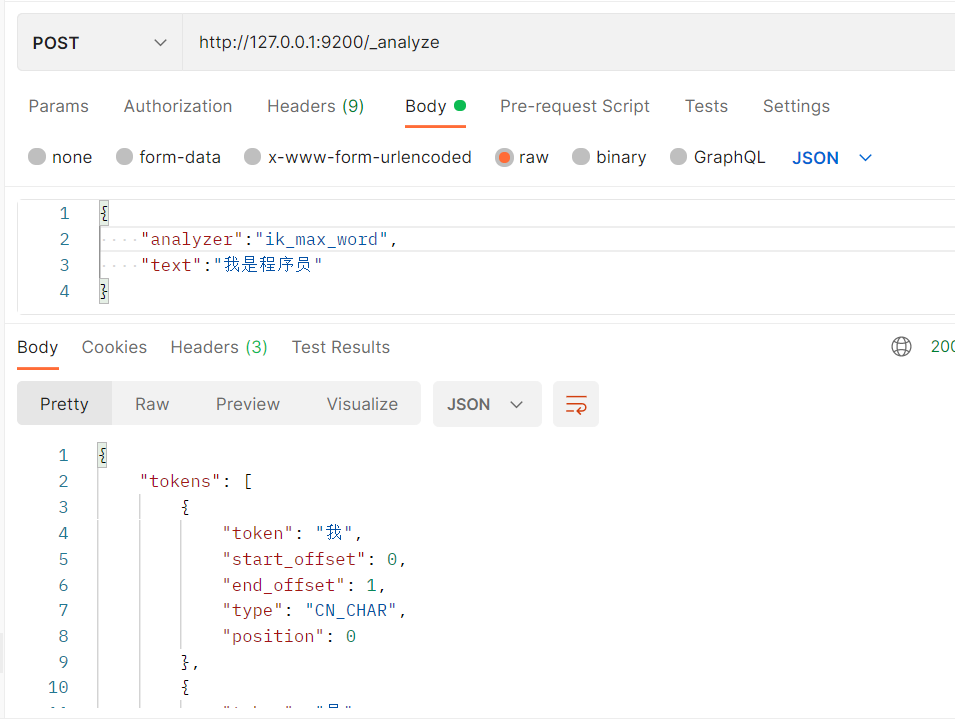 POST http://127.0.0.1:9200/_analyze
Params Authorization Headers (9) Body Pre-request Script Tests Settings
none form-data x-www-form-urlencoded raw binary GraphQL JSON
1 {
2 "analyzer":"ik_max_word",
3 "text":"我是程序员"
4 }
Body Cookies Headers (3) Test Results 200
Pretty Raw Preview Visualize JSON
1 {
2 "tokens": [
3 {
4 "token": "我",
5 "start_offset": 0,
6 "end_offset": 1,
7 "type": "CN_CHAR",
8 "position": 0
9 },
10 {